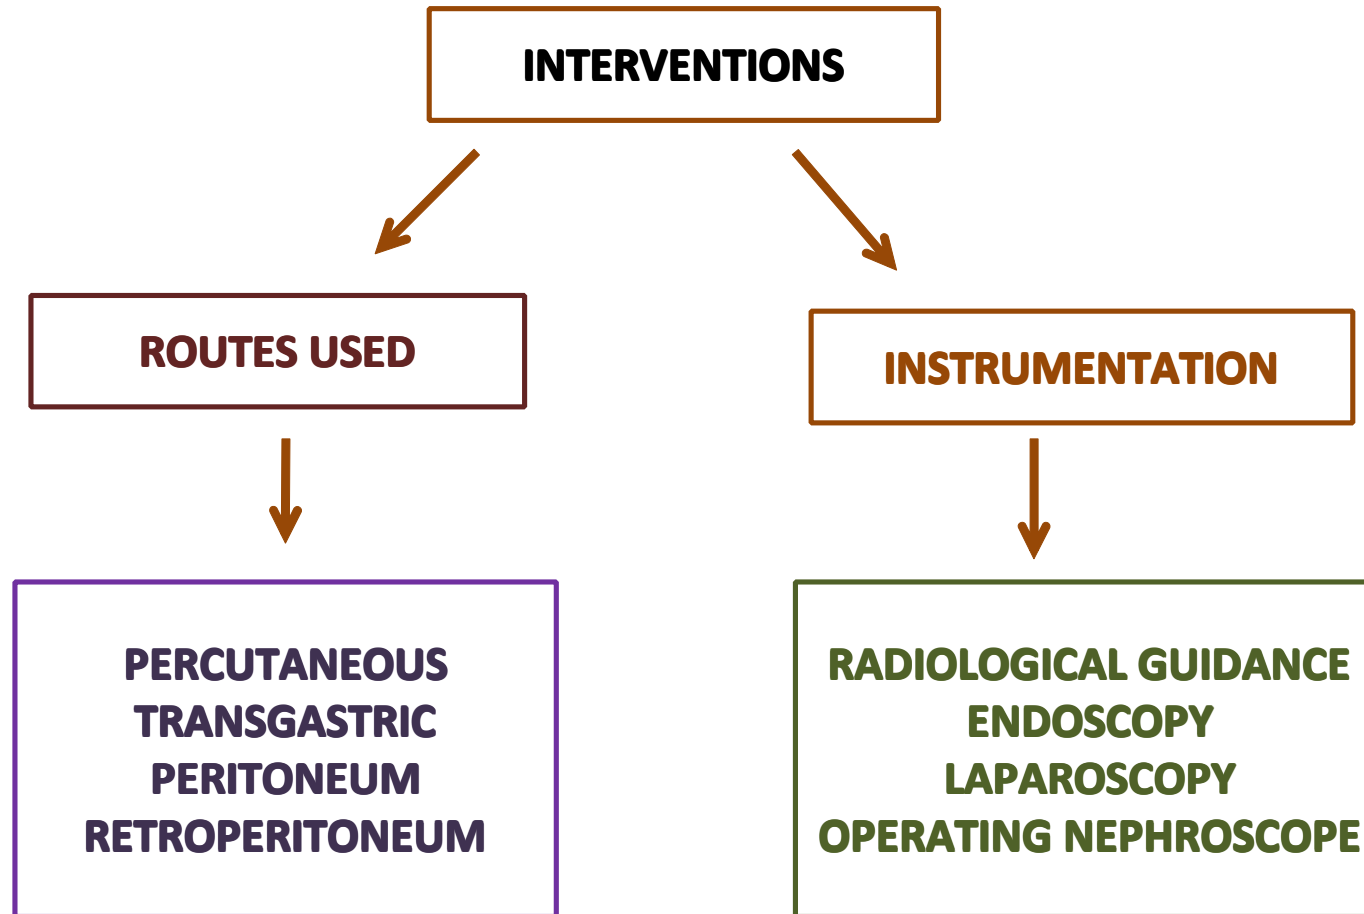 INTERVENTIONS
ROUTES USED
INSTRUMENTATION
PERCUTANEOUS
TRANSGASTRIC
PERITONEUM
RETROPERITONEUM
RADIOLOGICAL GUIDANCE
ENDOSCOPY
LAPAROSCOPY
OPERATING NEPHROSCOPE